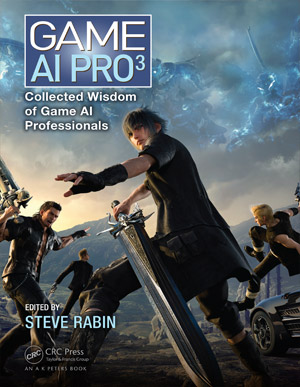 GAME
AI PRO³
Collected Wisdom
of Game AI
Professionals
EDITED BY
STEVE RABIN
CRC
CRC Press
Taylor & Francis Group
AN A K PETERS BOOK